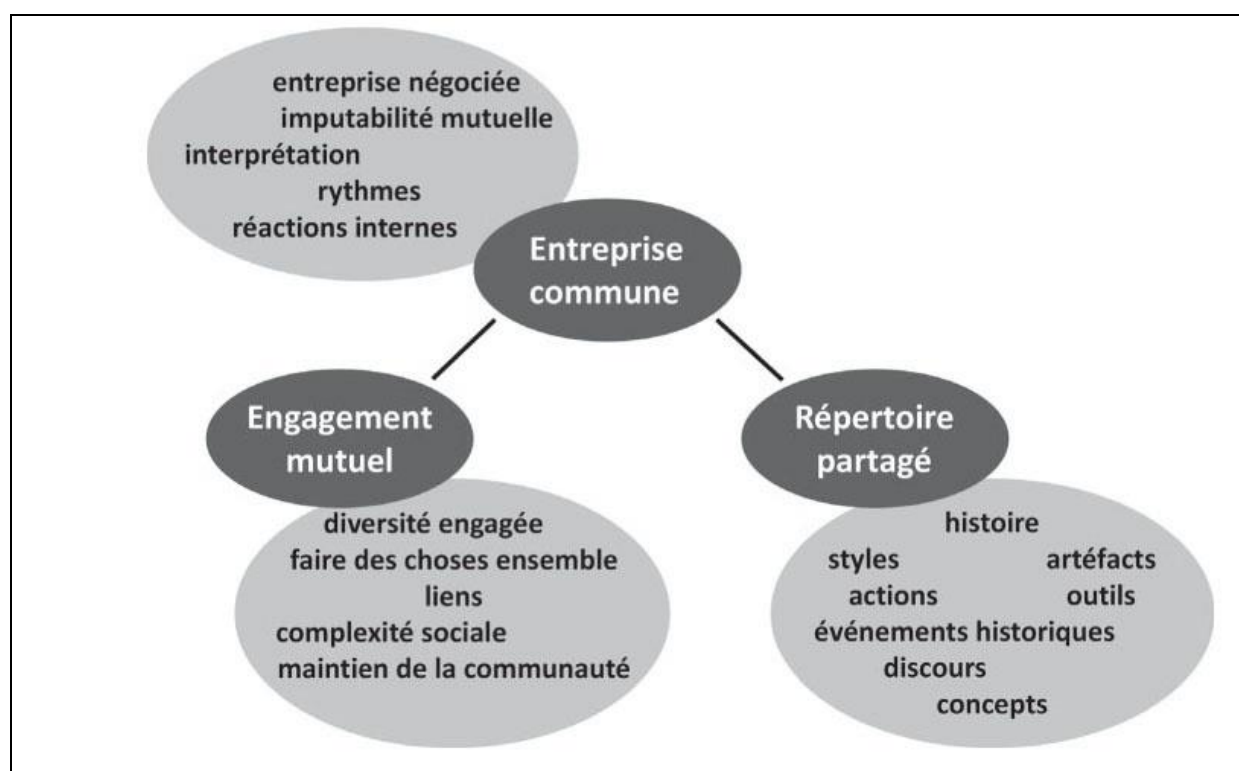 entreprise négociée
imputabilité mutuelle
interprétation
rythmes
réactions internes
Entreprise
commune
Engagement
mutuel
diversité engagée
faire des choses ensemble
liens
complexité sociale
maintien de la communauté
Répertoire
partagé
histoire
styles artéfacts
actions outils
événements historiques
discours
concepts